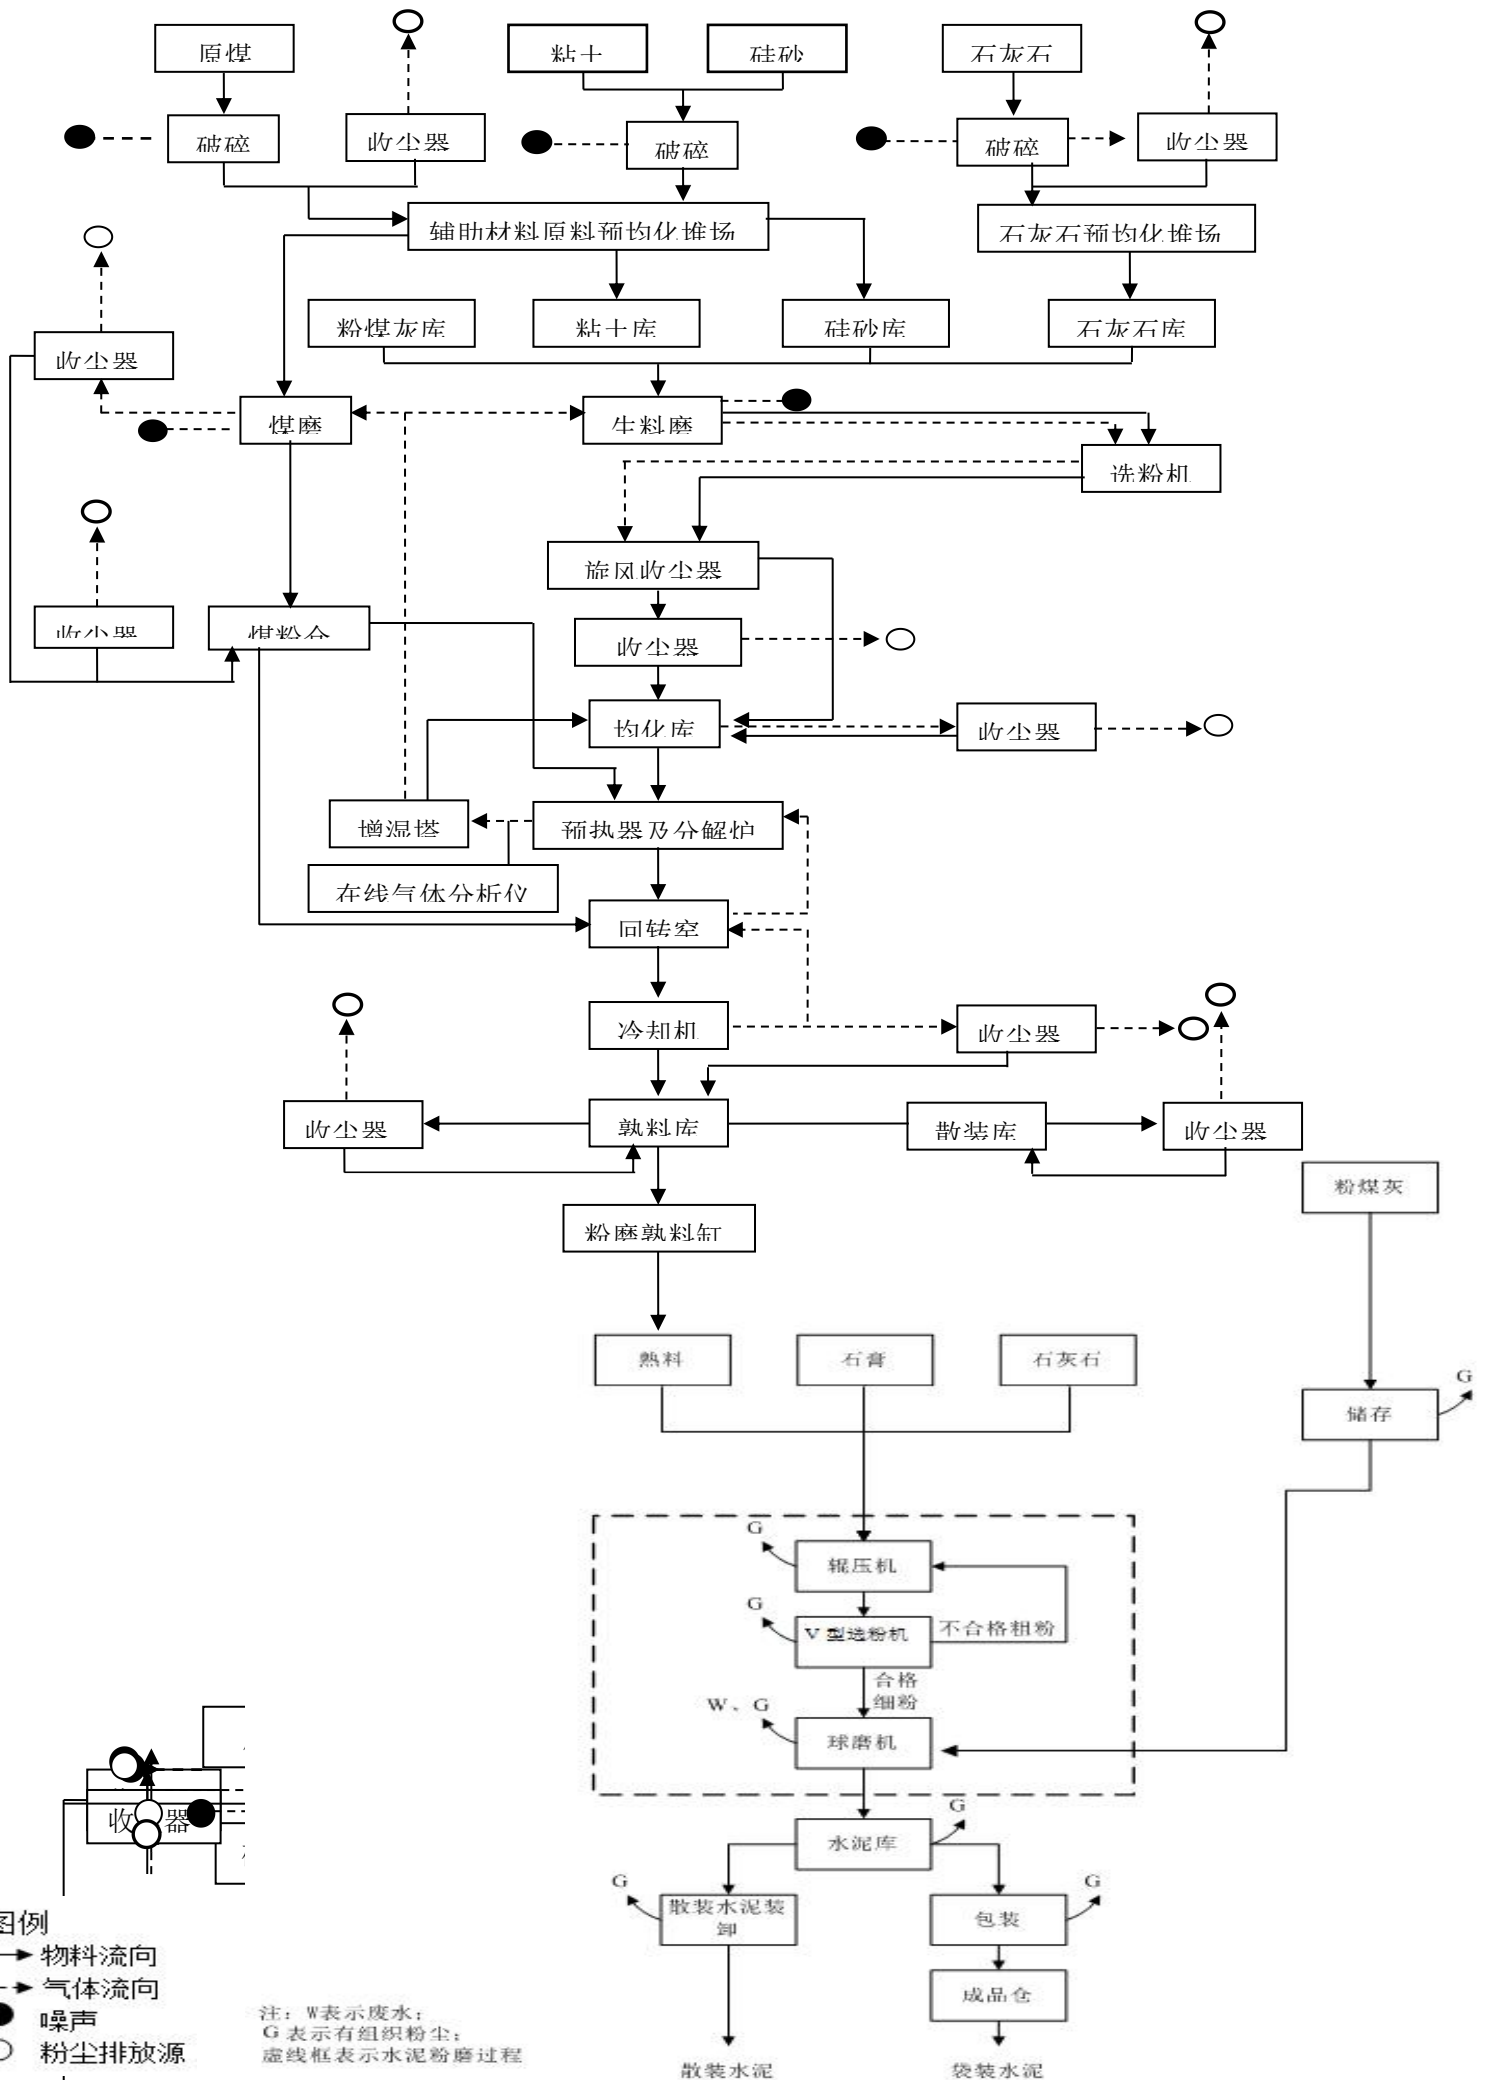 原煤
粘土
硅砂
石灰石
破碎
收尘器
破碎
破碎
收尘器
辅助材料原料预均化堆场
石灰石预均化堆场
粉煤灰库
粘土库
硅砂库
石灰石库
收尘器
煤磨
生料磨
选粉机
旋风收尘器
收尘器
煤粉仓
收尘器
均化库
收尘器
增湿塔
预热器及分解炉
在线气体分析仪
回转窑
冷却机
收尘器
收尘器
熟料库
散装库
收尘器
粉煤灰
粉磨熟料缸
熟料
石膏
石灰石
G
储存
G
辊压机
G
V 型选粉机
不合格粗粉
合格
细粉
W、G
球磨机
G
水泥库
收 器
G
散装水泥装
卸
包装
G
图例
物料流向
成品仓
气体流向
噪声
注：W表示废水；
G 表示有组织粉尘；
粉尘排放源
虚线框表示水泥粉磨过程
散装水泥
袋装水泥